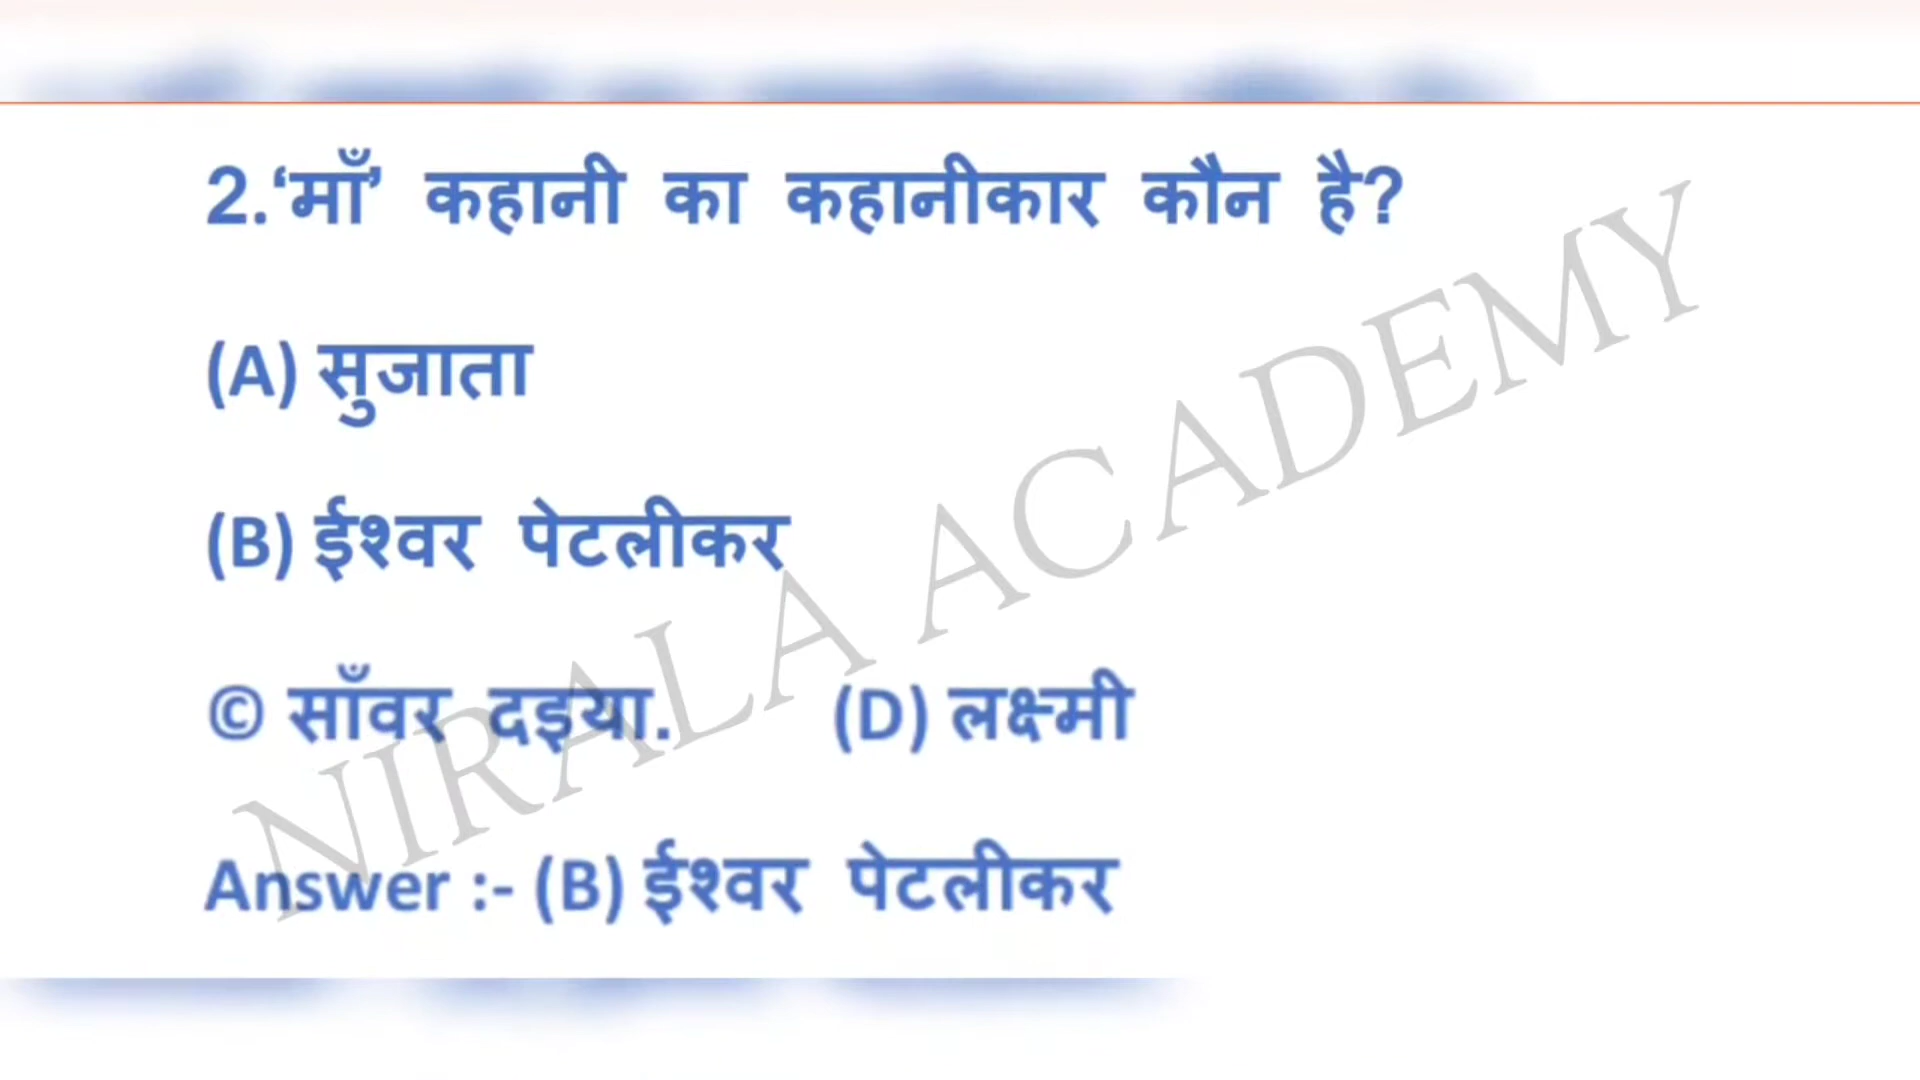 2.‘माँ’ कहानी का कहानीकार कौन है?
(A) सुजाता
(B) ईश्वर पेटलीकर
© साँवर दइया. (D) लक्ष्मी
Answer :- (B) ईश्वर पेटलीकर
NIRALA ACADEMY